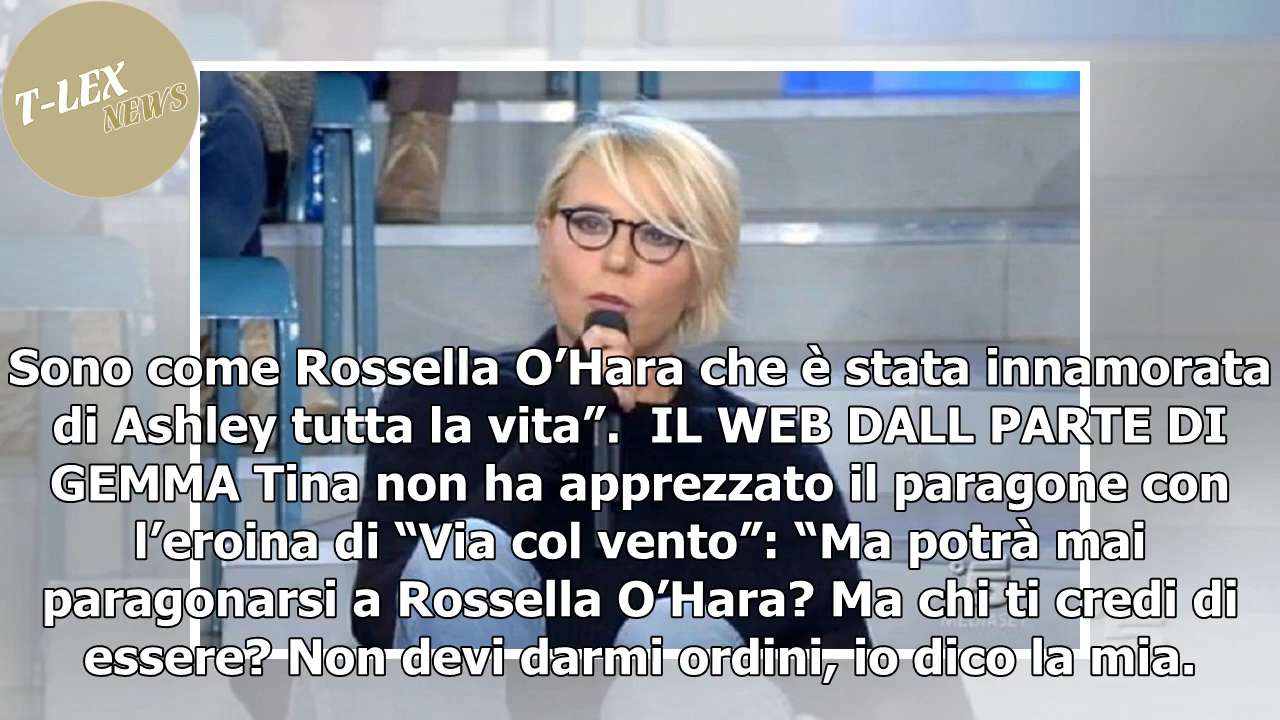 T-LEX
NEWS
Sono come Rossella O’Hara che è stata innamorata
di Ashley tutta la vita”. IL WEB DALL PARTE DI
GEMMA Tina non ha apprezzato il paragone con
l’eroina di “Via col vento”: “Ma potrà mai
paragonarsi a Rossella O’Hara? Ma chi ti credi di
essere? Non devi darmi ordini, io dico la mia.
MEDIASET